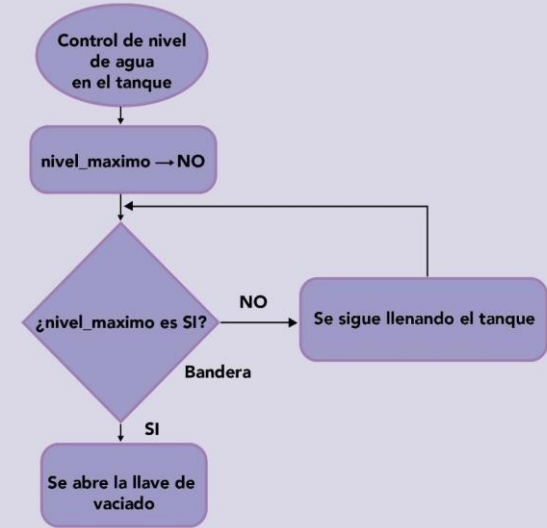 Control de nivel
de agua
en el tanque
nivel_maximo → NO
¿nivel_maximo es SI?
NO
Se sigue llenando el tanque
Bandera
SI
Se abre la llave de
vaciado